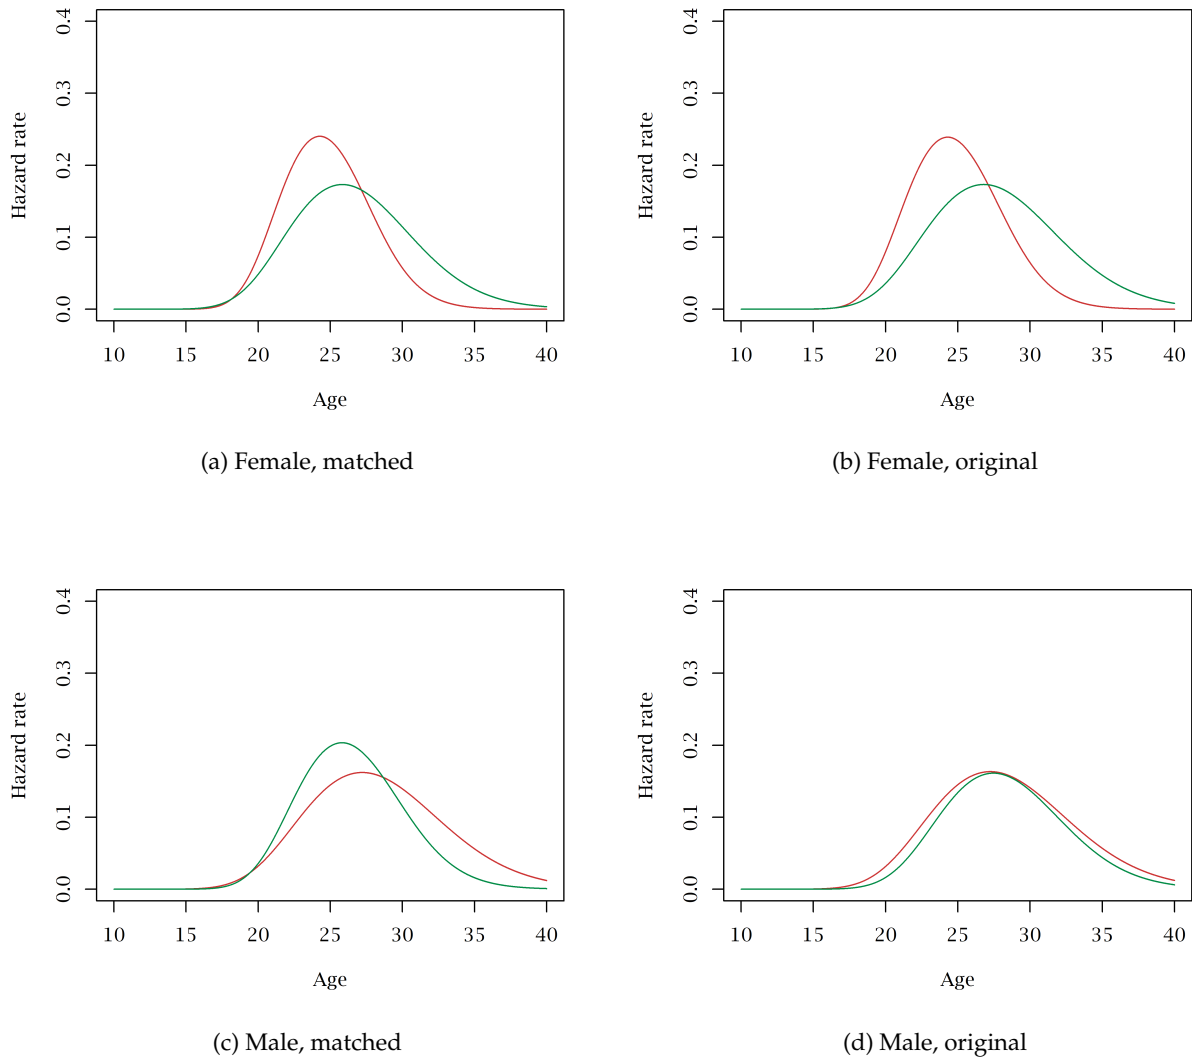 0.4
0.3
0.2
0.1
0.0
Hazard rate
10 15 20 25 30 35 40
Age
(a) Female, matched
0.4
0.3
0.2
0.1
0.0
Hazard rate
10 15 20 25 30 35 40
Age
(b) Female, original
0.4
0.3
0.2
0.1
0.0
Hazard rate
10 15 20 25 30 35 40
Age
(c) Male, matched
0.4
0.3
0.2
0.1
0.0
Hazard rate
10 15 20 25 30 35 40
Age
(d) Male, original